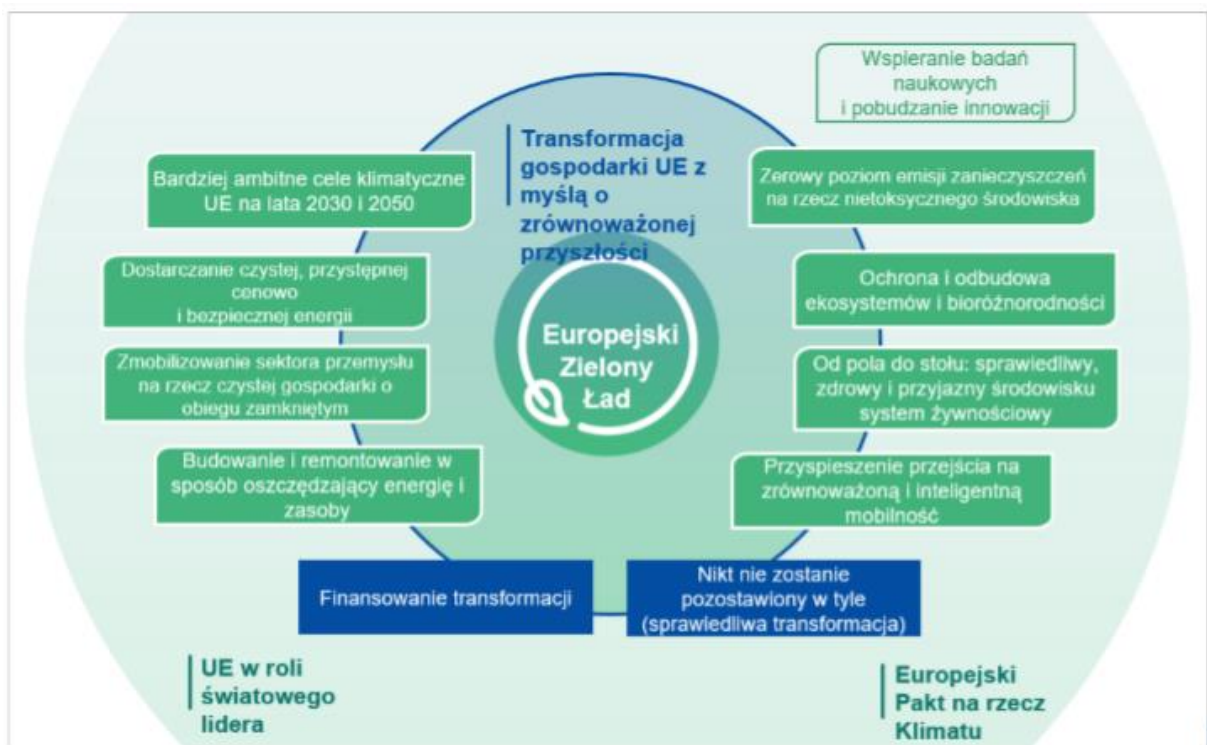 Wspieranie badań
naukowych
i pobudzanie innowacji
Transformacja
gospodarki UE z
myślą o
zrównoważonej
przyszłości
Bardziej ambitne cele klimatyczne
UE na lata 2030 i 2050
Zerowy poziom emisji zanieczyszczeń
na rzecz nietoksycznego środowiska
Dostarczanie czystej, przystępnej
cenowo
i bezpiecznej energii
Ochrona i odbudowa
ekosystemów i bioróżnorodności
Europejski
Zielony
Ład
Zmobilizowanie sektora przemysłu
na rzecz czystej gospodarki o
obiegu zamkniętym
Od pola do stołu: sprawiedliwy,
zdrowy i przyjazny środowisku
system żywnościowy
Budowanie i remontowanie w
sposób oszczędzający energię i
zasoby
Przyspieszenie przejścia na
zrównoważoną i inteligentną
mobilność
Finansowanie transformacji
Nikt nie zostanie
pozostawiony w tyle
(sprawiedliwa transformacja)
UE w roli
światowego
lidera
Europejski
Pakt na rzecz
Klimatu